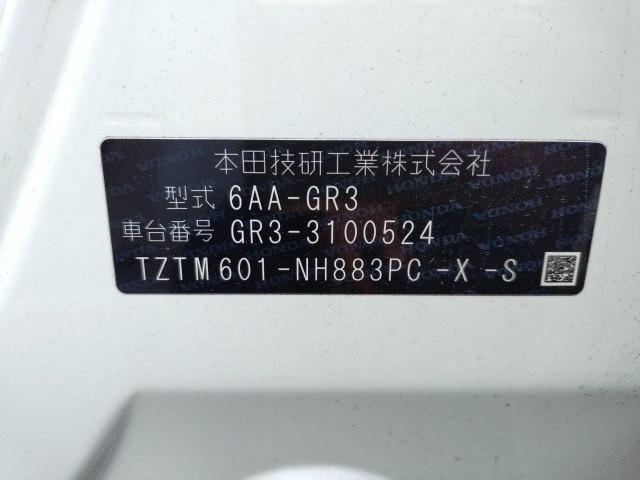 本田技研工業株式会社
型式 6AA-GR3
車台番号 GR3-3100524
TZTM601-NH883PC -X -S